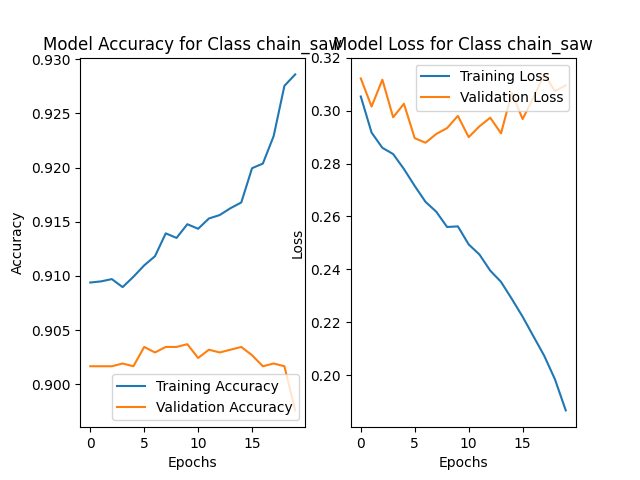 Model Accuracy for Class chain_saw
Model Loss for Class chain_saw
0.930
0.925
0.920
0.915
0.910
0.905
0.900
Accuracy
Training Accuracy
Validation Accuracy
0
5
10
15
Epochs
0.32
0.30
0.28
0.26
0.24
0.22
0.20
Loss
Training Loss
Validation Loss
0
5
10
15
Epochs